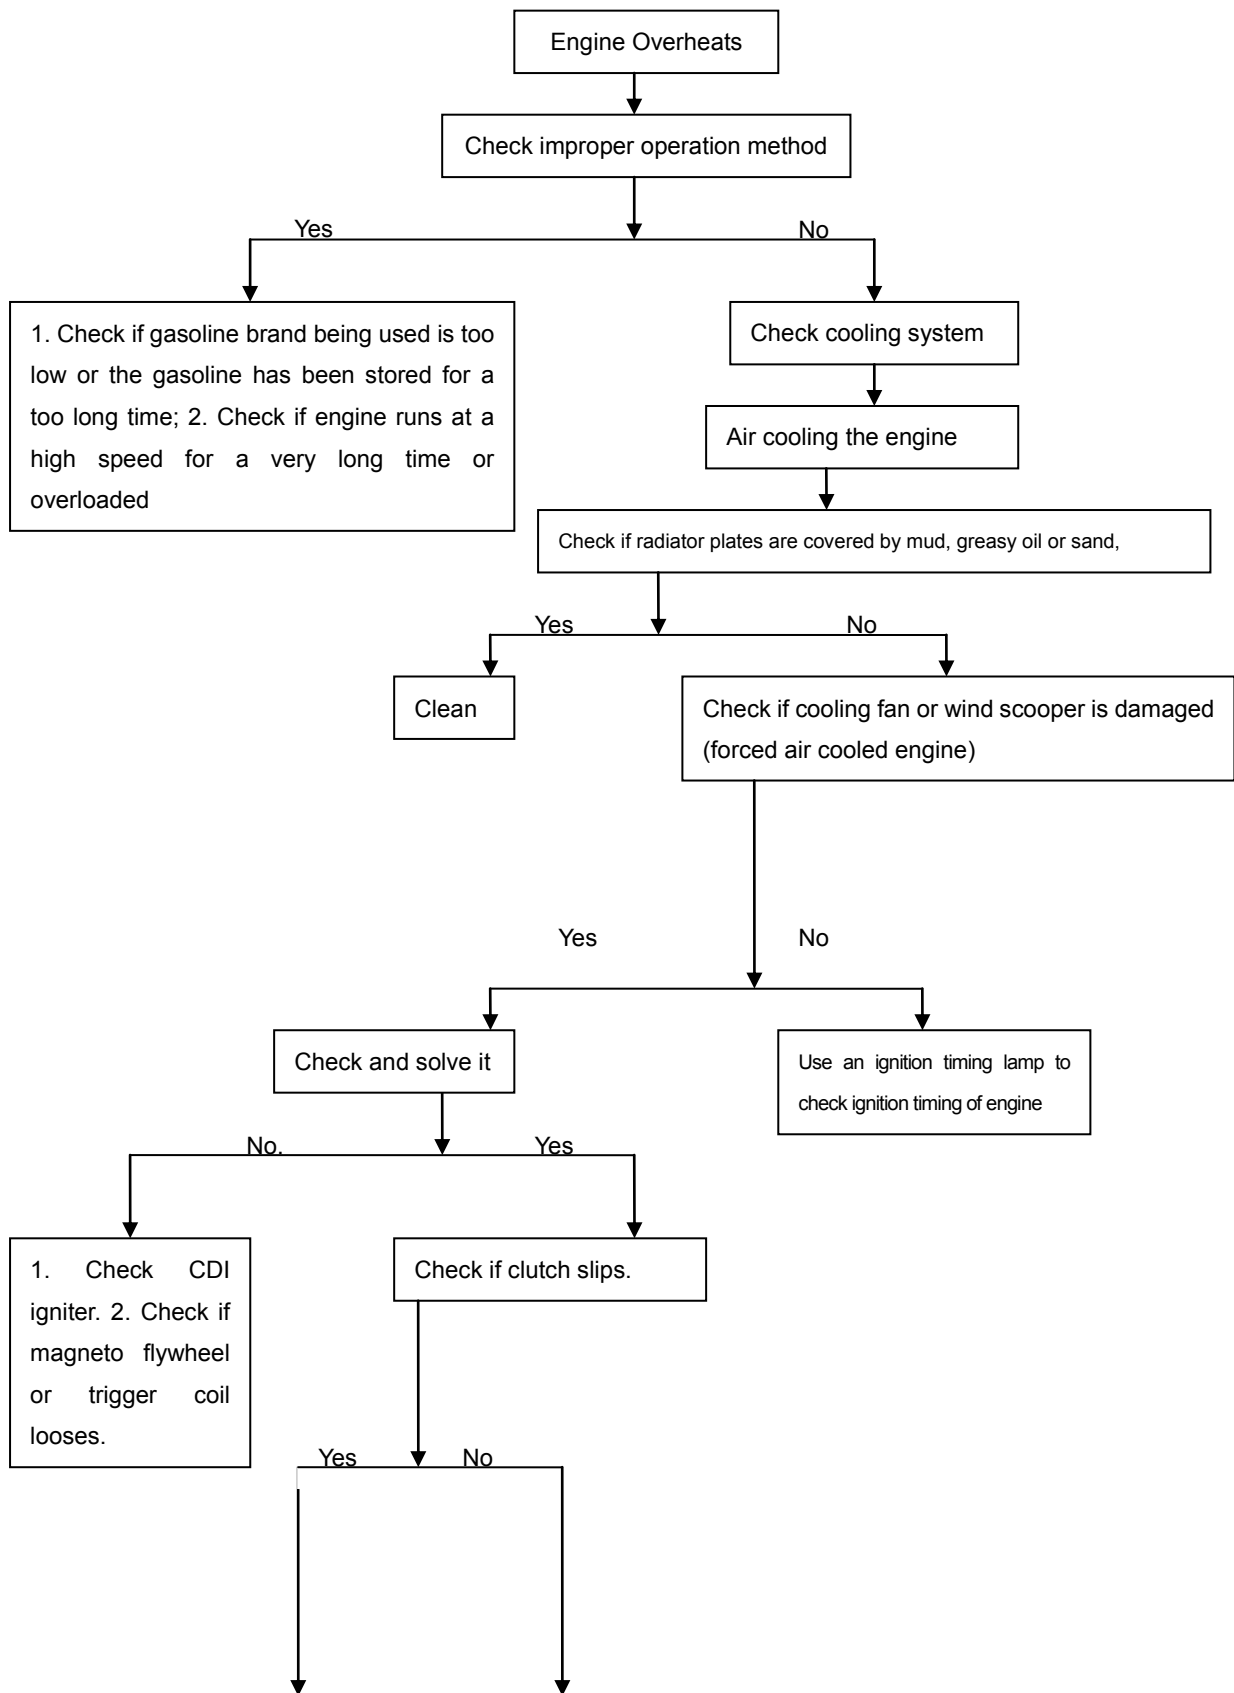 Engine Overheats
Check improper operation method
Yes
No
1. Check if gasoline brand being used is too
low or the gasoline has been stored for a
too long time; 2. Check if engine runs at a
high speed for a very long time or
overloaded
Check cooling system
Air cooling the engine
Check if radiator plates are covered by mud, greasy oil or sand,
Yes
No
Clean
Check if cooling fan or wind scooper is damaged
(forced air cooled engine)
Yes
No
Check and solve it
Use an ignition timing lamp to
check ignition timing of engine
No.
Yes
1. Check CDI
igniter. 2. Check if
magneto flywheel
or trigger coil
looses.
Check if clutch slips.
Yes
No